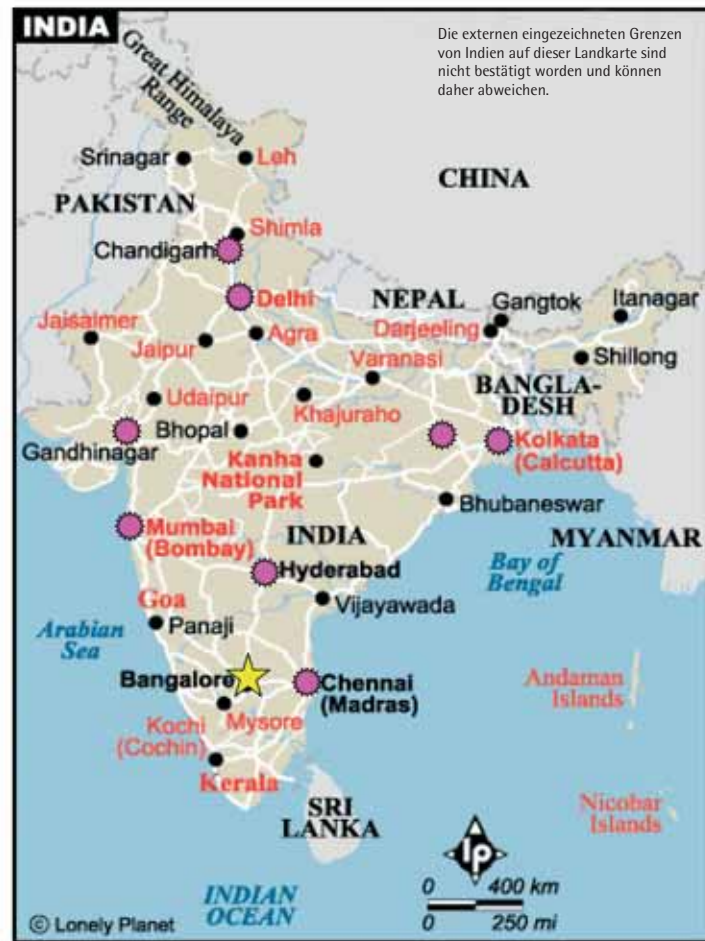 INDIA
Die externen eingezeichneten Grenzen
von Indien auf dieser Landkarte sind
nicht bestätigt worden und können
daher abweichen.
Great Himalaya
Range
Srinagar
Leh
CHINA
PAKISTAN
Shimla
Chandigarh
Delhi
NEPAL
Gangtok
Itanagar
Jaisalmer
Jaipur
Agra
Darjeeling
Varanasi
Shillong
BANGLA-
DESH
Udaipur
Khajuraho
Gandhinagar
Bhopal
Kolkata
(Calcutta)
Kanha
National
Park
Bhubaneswar
Mumbai
(Bombay)
INDIA
MYANMAR
Hyderabad
Bay of
Bengal
Goa
Vijayawada
Arabian
Sea
Panaji
Bangalore
Chennai
(Madras)
Andaman
Islands
Mysore
Kochi
(Cochin)
Kerala
SRI
LANKA
Nicobar
Islands
lp
INDIAN
OCEAN
0 400 km
0 250 mi
© Lonely Planet